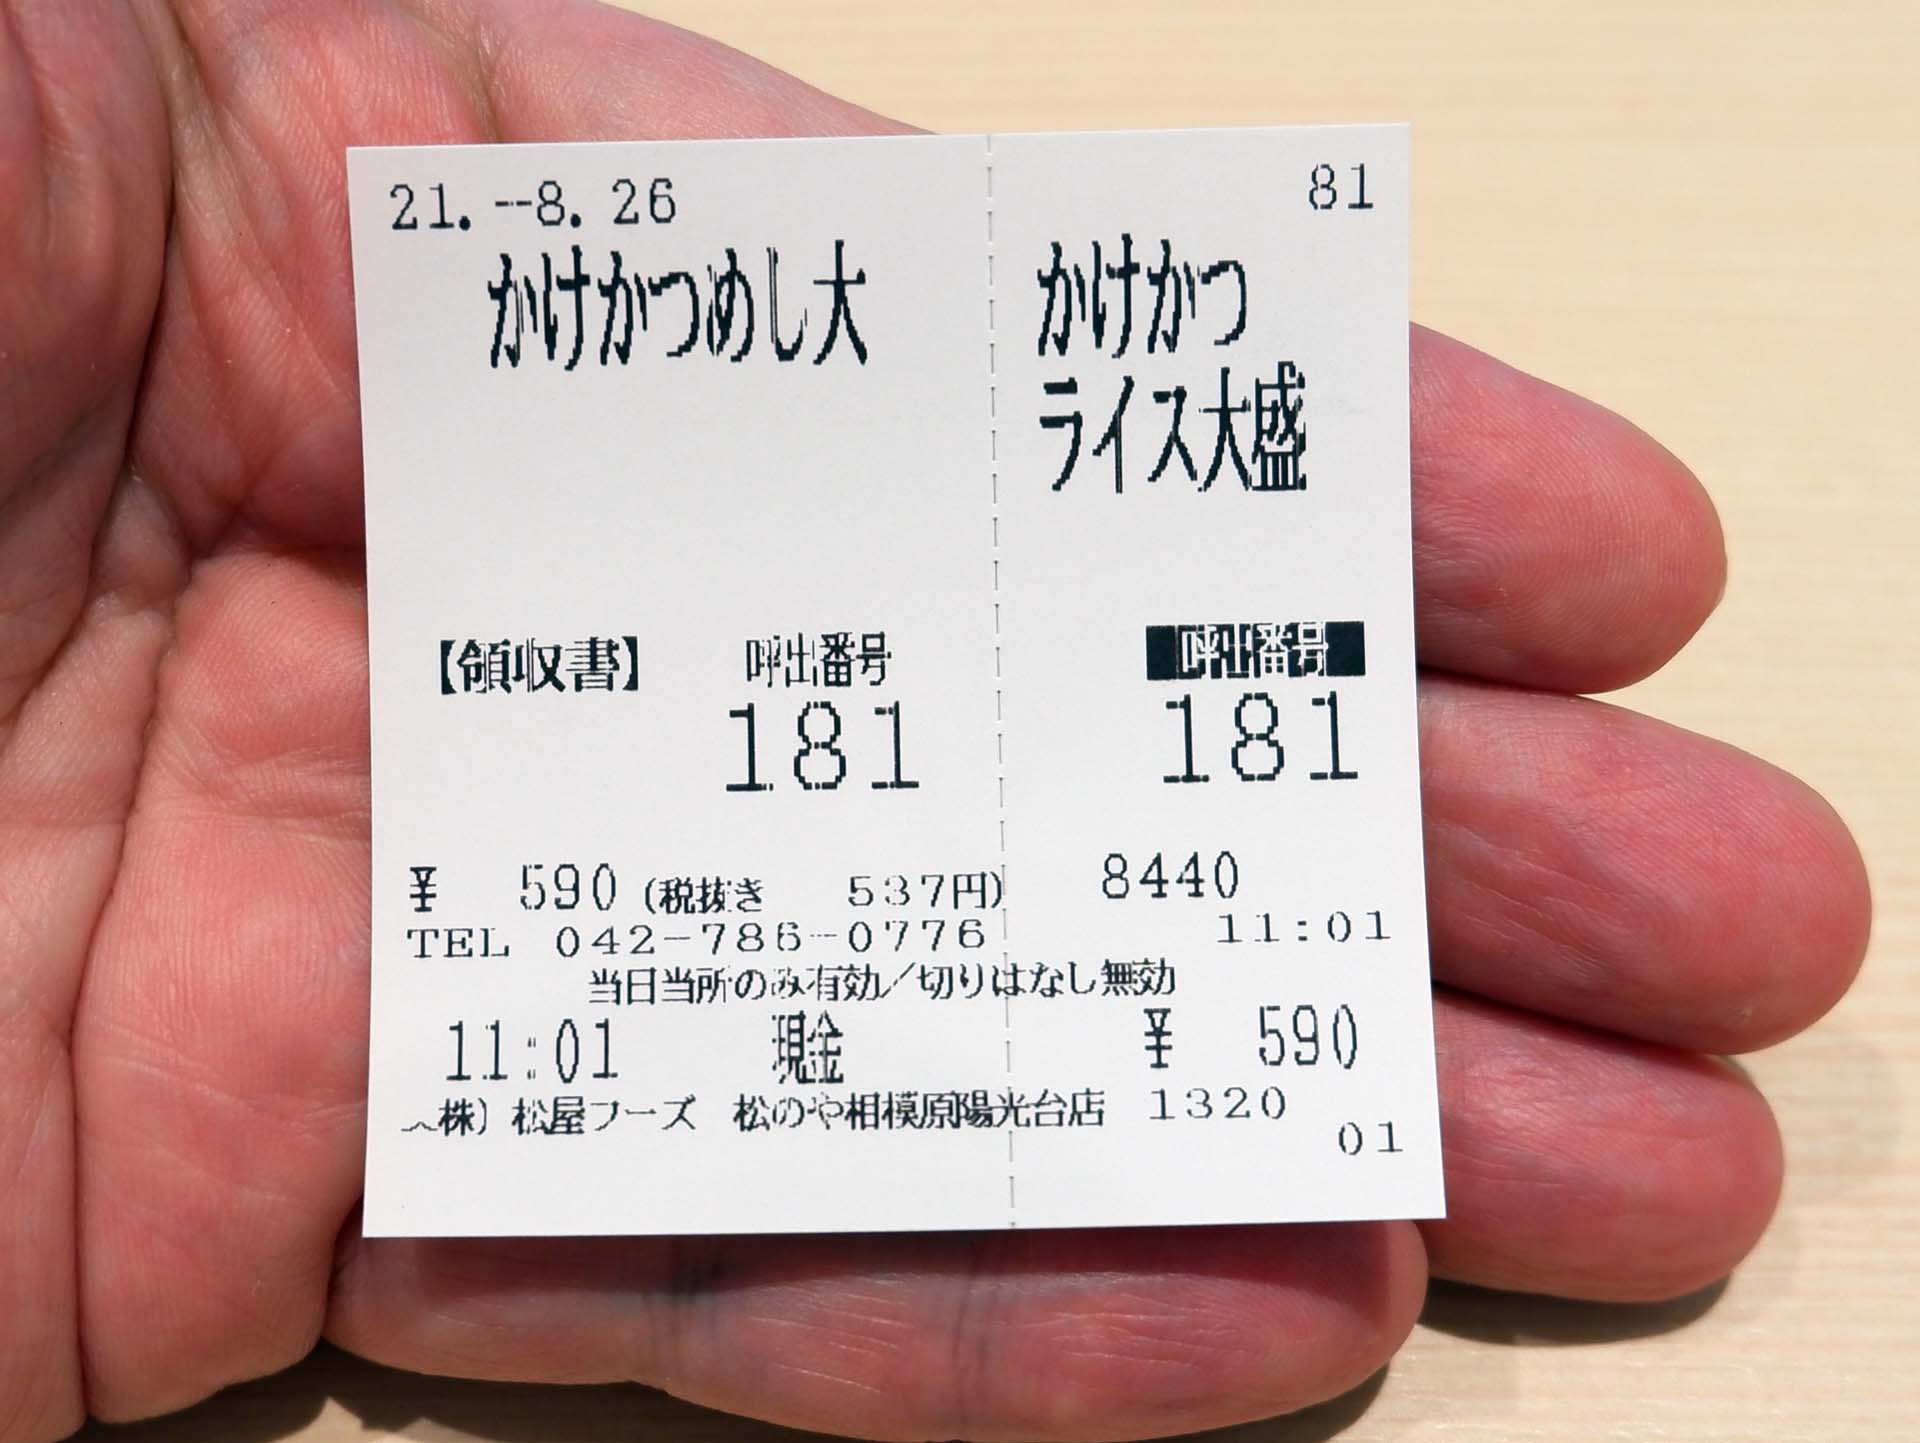 21.--8.26
かけかつめし大
【領収書】 呼出番号
181
¥ 590 (税抜き 537円)
TEL 042-786-0776
当日当所のみ有効/切りはなし無効
11:01 現金
(株)松屋フーズ 松のや相模原陽光台店 1320
81
かけかつ
ライス大盛
呼出番号
181
8440
11:01
¥ 590
01